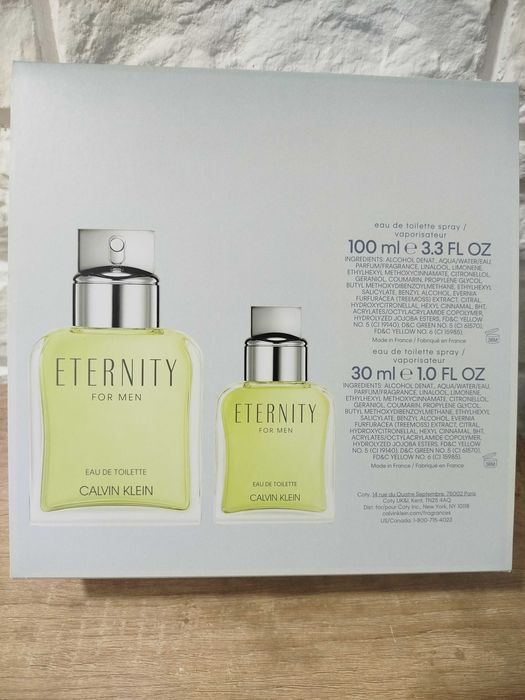 ETERNITY
FOR MEN
EAU DE TOILETTE
CALVIN KLEIN
ETERNITY
FOR MEN
EAU DE TOILETTE
CALVIN KLEIN
eau de toilette spray /
vaporisateur
100 ml e 3.3 FL OZ
INGREDIENTS: ALCOHOL DENAT., AQUA/WATER/EAU,
PARFUM/FRAGRANCE, LINALOOL, LIMONENE,
ETHYLHEXYL METHOXYCINNAMATE, CITRONELLOL,
GERANIOL, COUMARIN, PROPYLENE GLYCOL,
BUTYL METHOXYDIBENZOYLMETHANE, ETHYLHEXYL
SALICYLATE, BENZYL ALCOHOL, EVERNIA
FURFURACEA (TREEMOSS) EXTRACT, CITRAL,
HYDROXYCITRONELLAL, HEXYL CINNAMAL, BHT,
ACRYLATES/OCTYLACRYLAMIDE COPOLYMER,
HYDROLYZED JOJOBA ESTERS, FD&C YELLOW
NO. 5 (CI 19140), D&C GREEN NO. 5 (CI 61570),
FD&C YELLOW NO. 6 (CI 15985).
Made in France / Fabriqué en France
36M
eau de toilette spray /
vaporisateur
30 ml e 1.0 FL OZ
INGREDIENTS: ALCOHOL DENAT., AQUA/WATER/EAU,
PARFUM/FRAGRANCE, LINALOOL, LIMONENE,
ETHYLHEXYL METHOXYCINNAMATE, CITRONELLOL,
GERANIOL, COUMARIN, PROPYLENE GLYCOL,
BUTYL METHOXYDIBENZOYLMETHANE, ETHYLHEXYL
SALICYLATE, BENZYL ALCOHOL, EVERNIA
FURFURACEA (TREEMOSS) EXTRACT, CITRAL,
HYDROXYCITRONELLAL, HEXYL CINNAMAL, BHT,
ACRYLATES/OCTYLACRYLAMIDE COPOLYMER,
HYDROLYZED JOJOBA ESTERS, FD&C YELLOW
NO. 5 (CI 19140), D&C GREEN NO. 5 (CI 61570),
FD&C YELLOW NO. 6 (CI 15985).
Made in France / Fabriqué en France
36M
Coty, 14 rue du Quatre Septembre, 75002 Paris
Coty UK&I, Kent, TN25 4AQ
Dist. for/pour Coty Inc., New York, NY 10118
calvinklein.com/fragrances
US/Canada: 1-800-715-4023